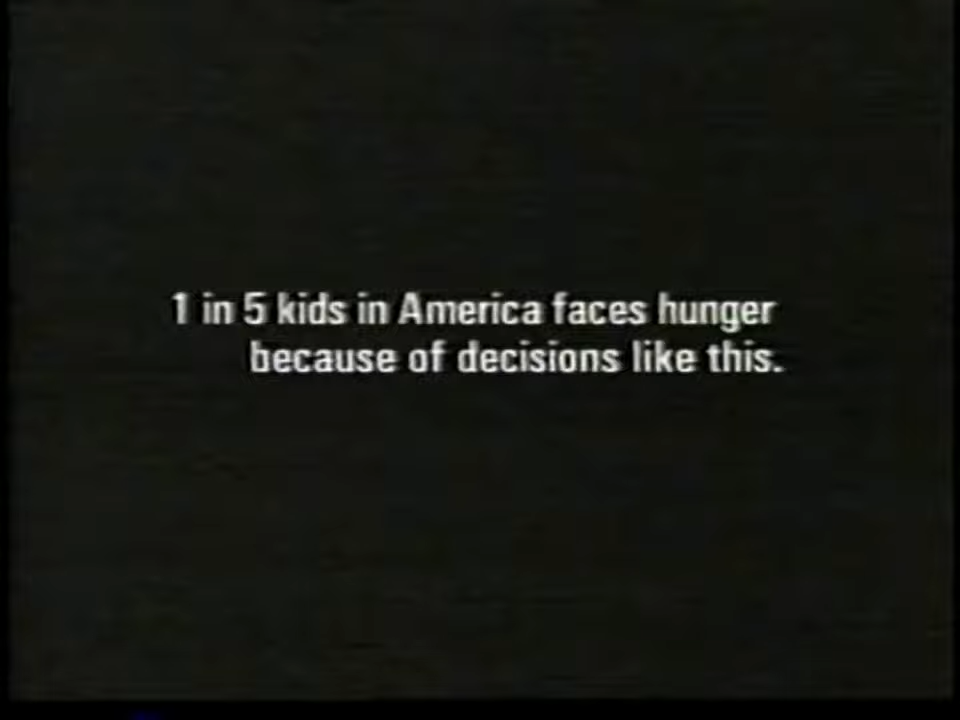 1 in 5 kids in America faces hunger
because of decisions like this.